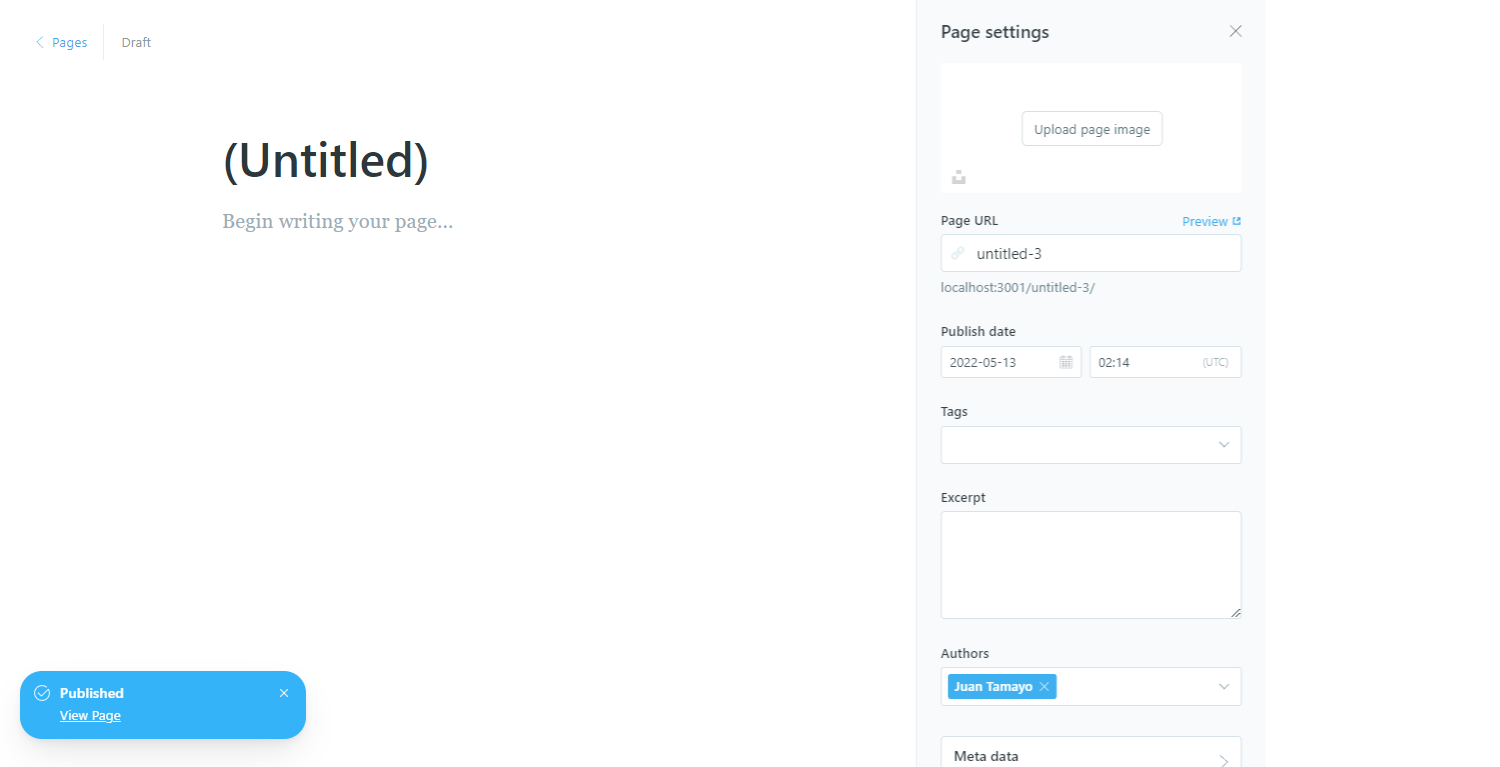 Pages
Draft
(Untitled)
Begin writing your page...
Published
View Page
Page settings
Upload page image
Page URL
Preview
untitled-3
localhost:3001/untitled-3/
Publish date
2022-05-13
02:14
(UTC)
Tags
Excerpt
Authors
Juan Tamayo
Meta data